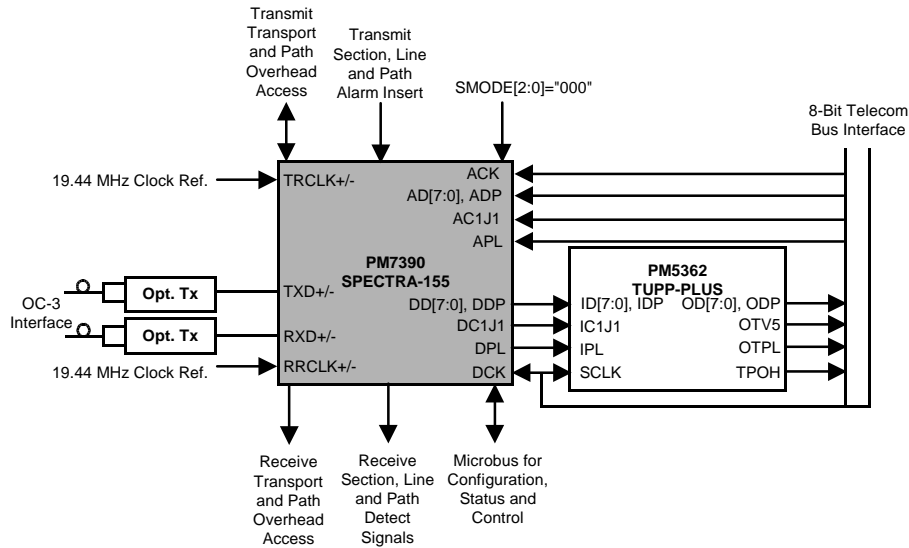 Transmit
Transport
and Path
Overhead
Access
Transmit
Section, Line
and Path
Alarm Insert
SMODE[2:0]="000"
8-Bit Telecom
Bus Interface
19.44 MHz Clock Ref.
TRCLK+/-
ACK
AD[7:0], ADP
AC1J1
APL
PM7390
SPECTRA-155
PM5362
TUPP-PLUS
OC-3
Interface
Opt. Tx
TXD+/-
Opt. Tx
RXD+/-
19.44 MHz Clock Ref.
RRCLK+/-
DD[7:0], DDP
DC1J1
DPL
DCK
ID[7:0], IDP
IC1J1
IPL
SCLK
OD[7:0], ODP
OTV5
OTPL
TPOH
Receive
Transport
and Path
Overhead
Access
Receive
Section, Line
and Path
Detect
Signals
Microbus for
Configuration,
Status and
Control